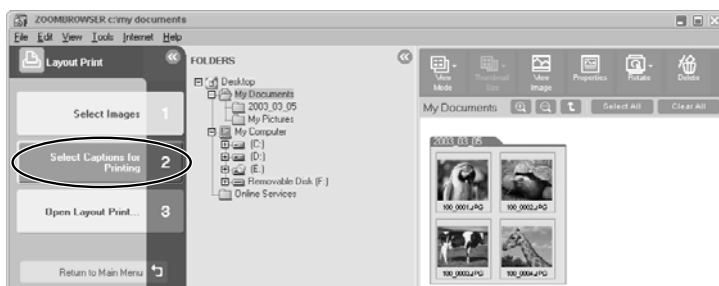 ZOOMBROWSER c:\my documents
File Edit View Tools Internet Help
Layout Print
Select Images 1
Select Captions for
Printing 2
Open Layout Print... 3
Return to Main Menu
FOLDERS
Desktop
My Documents
2003_03_05
My Pictures
My Computer
(C:)
(D:)
(E:)
Removable Disk (F:)
Online Services
View
Mode
Thumbnail
Size
View
Image
Properties
Rotate
Delete
My Documents
Select All
Clear All
2003_03_05
100_0001.JPG
100_0002.JPG
100_0003.JPG
100_0004.JPG